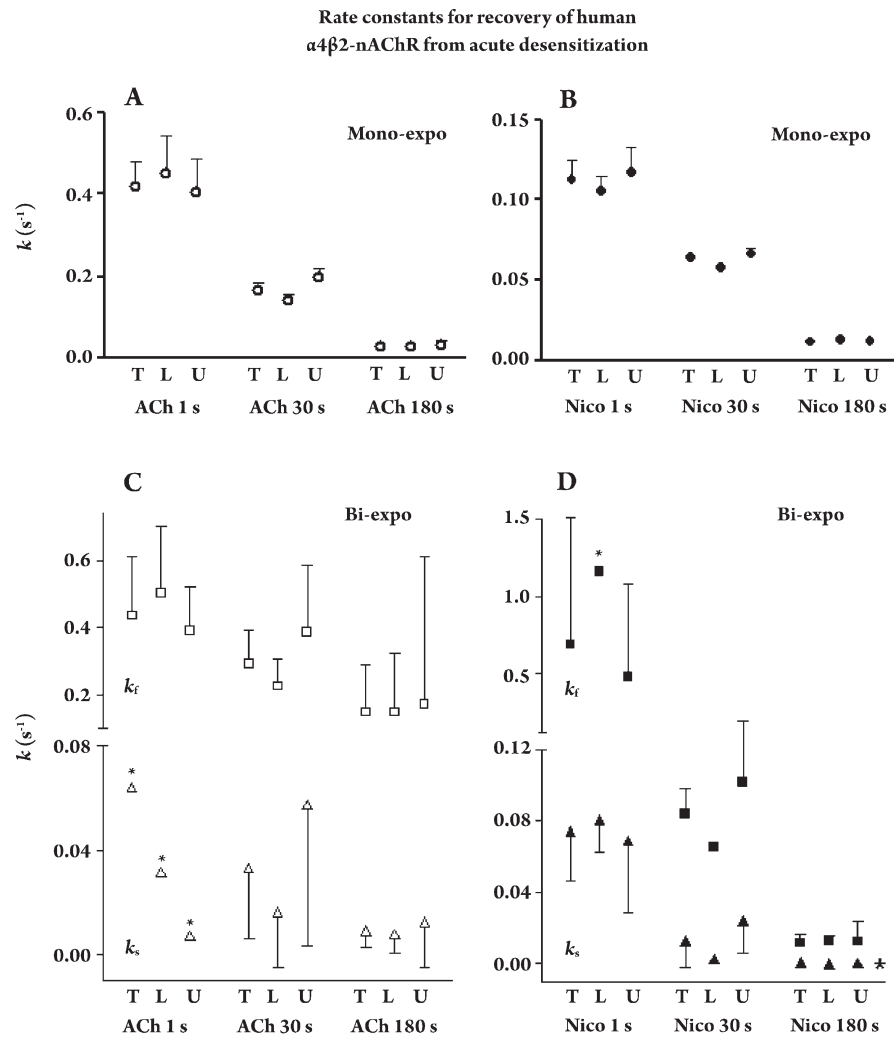 Rate constants for recovery of human
α4β2-nAChR from acute desensitization
A
Mono-expo
k (s⁻¹)
0.6
0.4
0.2
0.0
T L U T L U T L U
ACh 1 s ACh 30 s ACh 180 s
B
Mono-expo
0.15
0.10
0.05
0.00
T L U T L U T L U
Nico 1 s Nico 30 s Nico 180 s
C
Bi-expo
k (s⁻¹)
0.6
0.4
0.2
kf
0.08
* * *
0.04
0.00
ks
T L U T L U T L U
ACh 1 s ACh 30 s ACh 180 s
D
Bi-expo
1.5
*
1.0
0.5
kf
0.12
0.08
0.04
0.00
ks
*
T L U T L U T L U
Nico 1 s Nico 30 s Nico 180 s